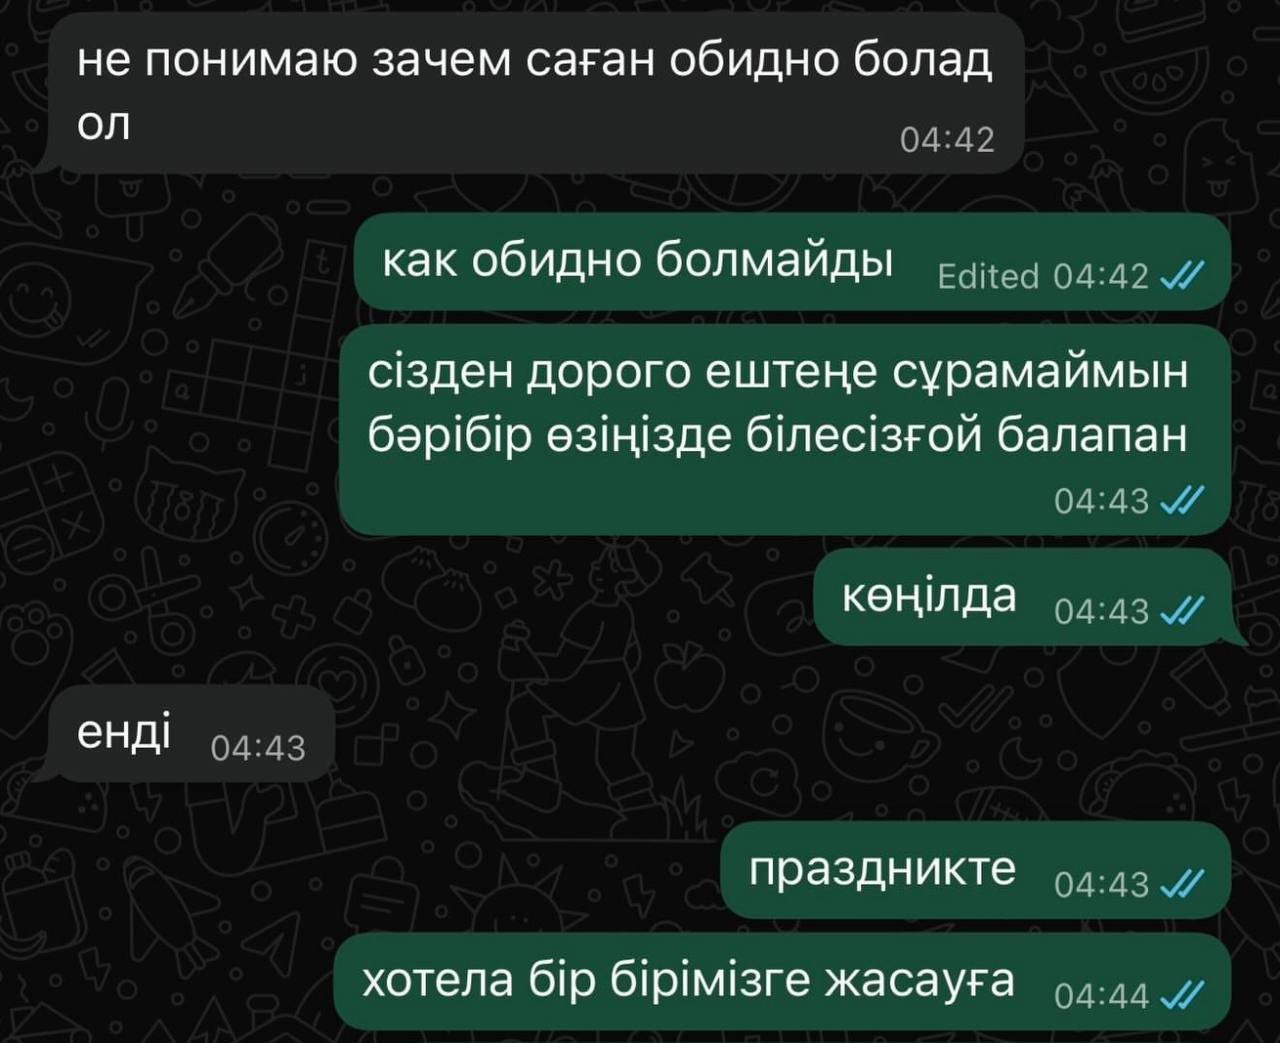 не понимаю зачем саған обидно болад
ол
04:42
как обидно болмайды
Edited 04:42
сізден дорого ештеңе сұрамаймын
бәрібір өзіңізде білесізғой балапан
04:43
көңілда
04:43
енді
04:43
праздникте
04:43
хотела бір бірімізге жасауға
04:44